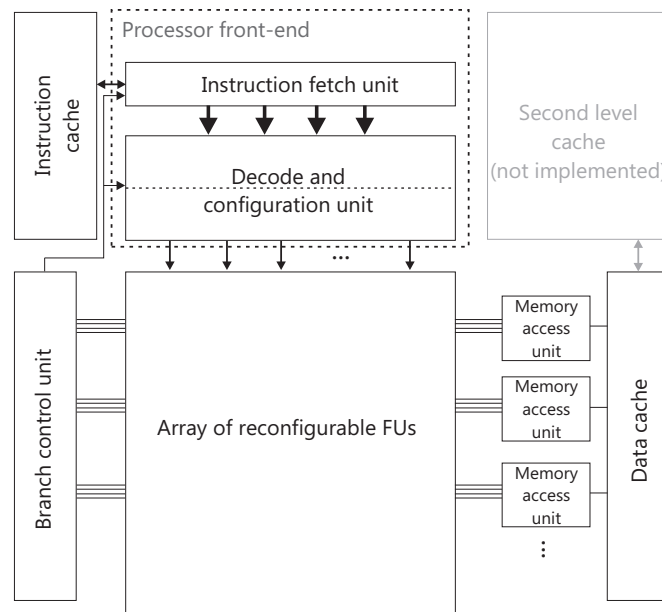 Processor front-end
Instruction
cache
Instruction fetch unit
Decode and
configuration unit
...
Second level
cache
(not implemented)
Branch control unit
Array of reconfigurable FUs
Memory
access
unit
Memory
access
unit
Memory
access
unit
...
Data cache